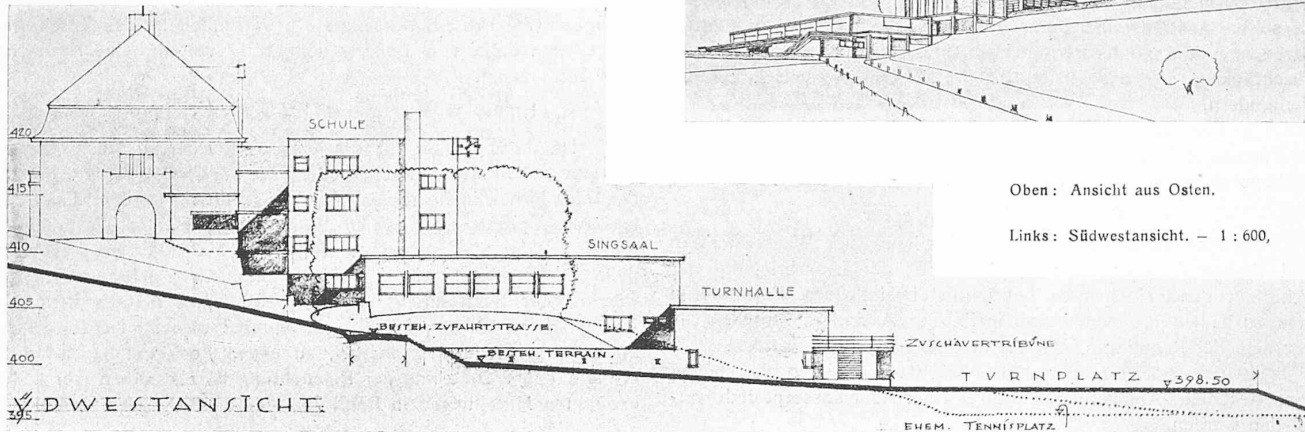 Oben: Ansicht aus Osten.
Links: Südwestansicht. – 1:600,
420
SCHULE
415
410
SINGSAAL
405
TURNHALLE
BESTEH. ZUFAHRTSTRASSE.
ZUSCHAUERTRIBÜNE
400
BESTEH. TERRAIN.
TURNPLATZ
398.50
395
YDWESTANSICHT
EHEM. TENNISPLATZ